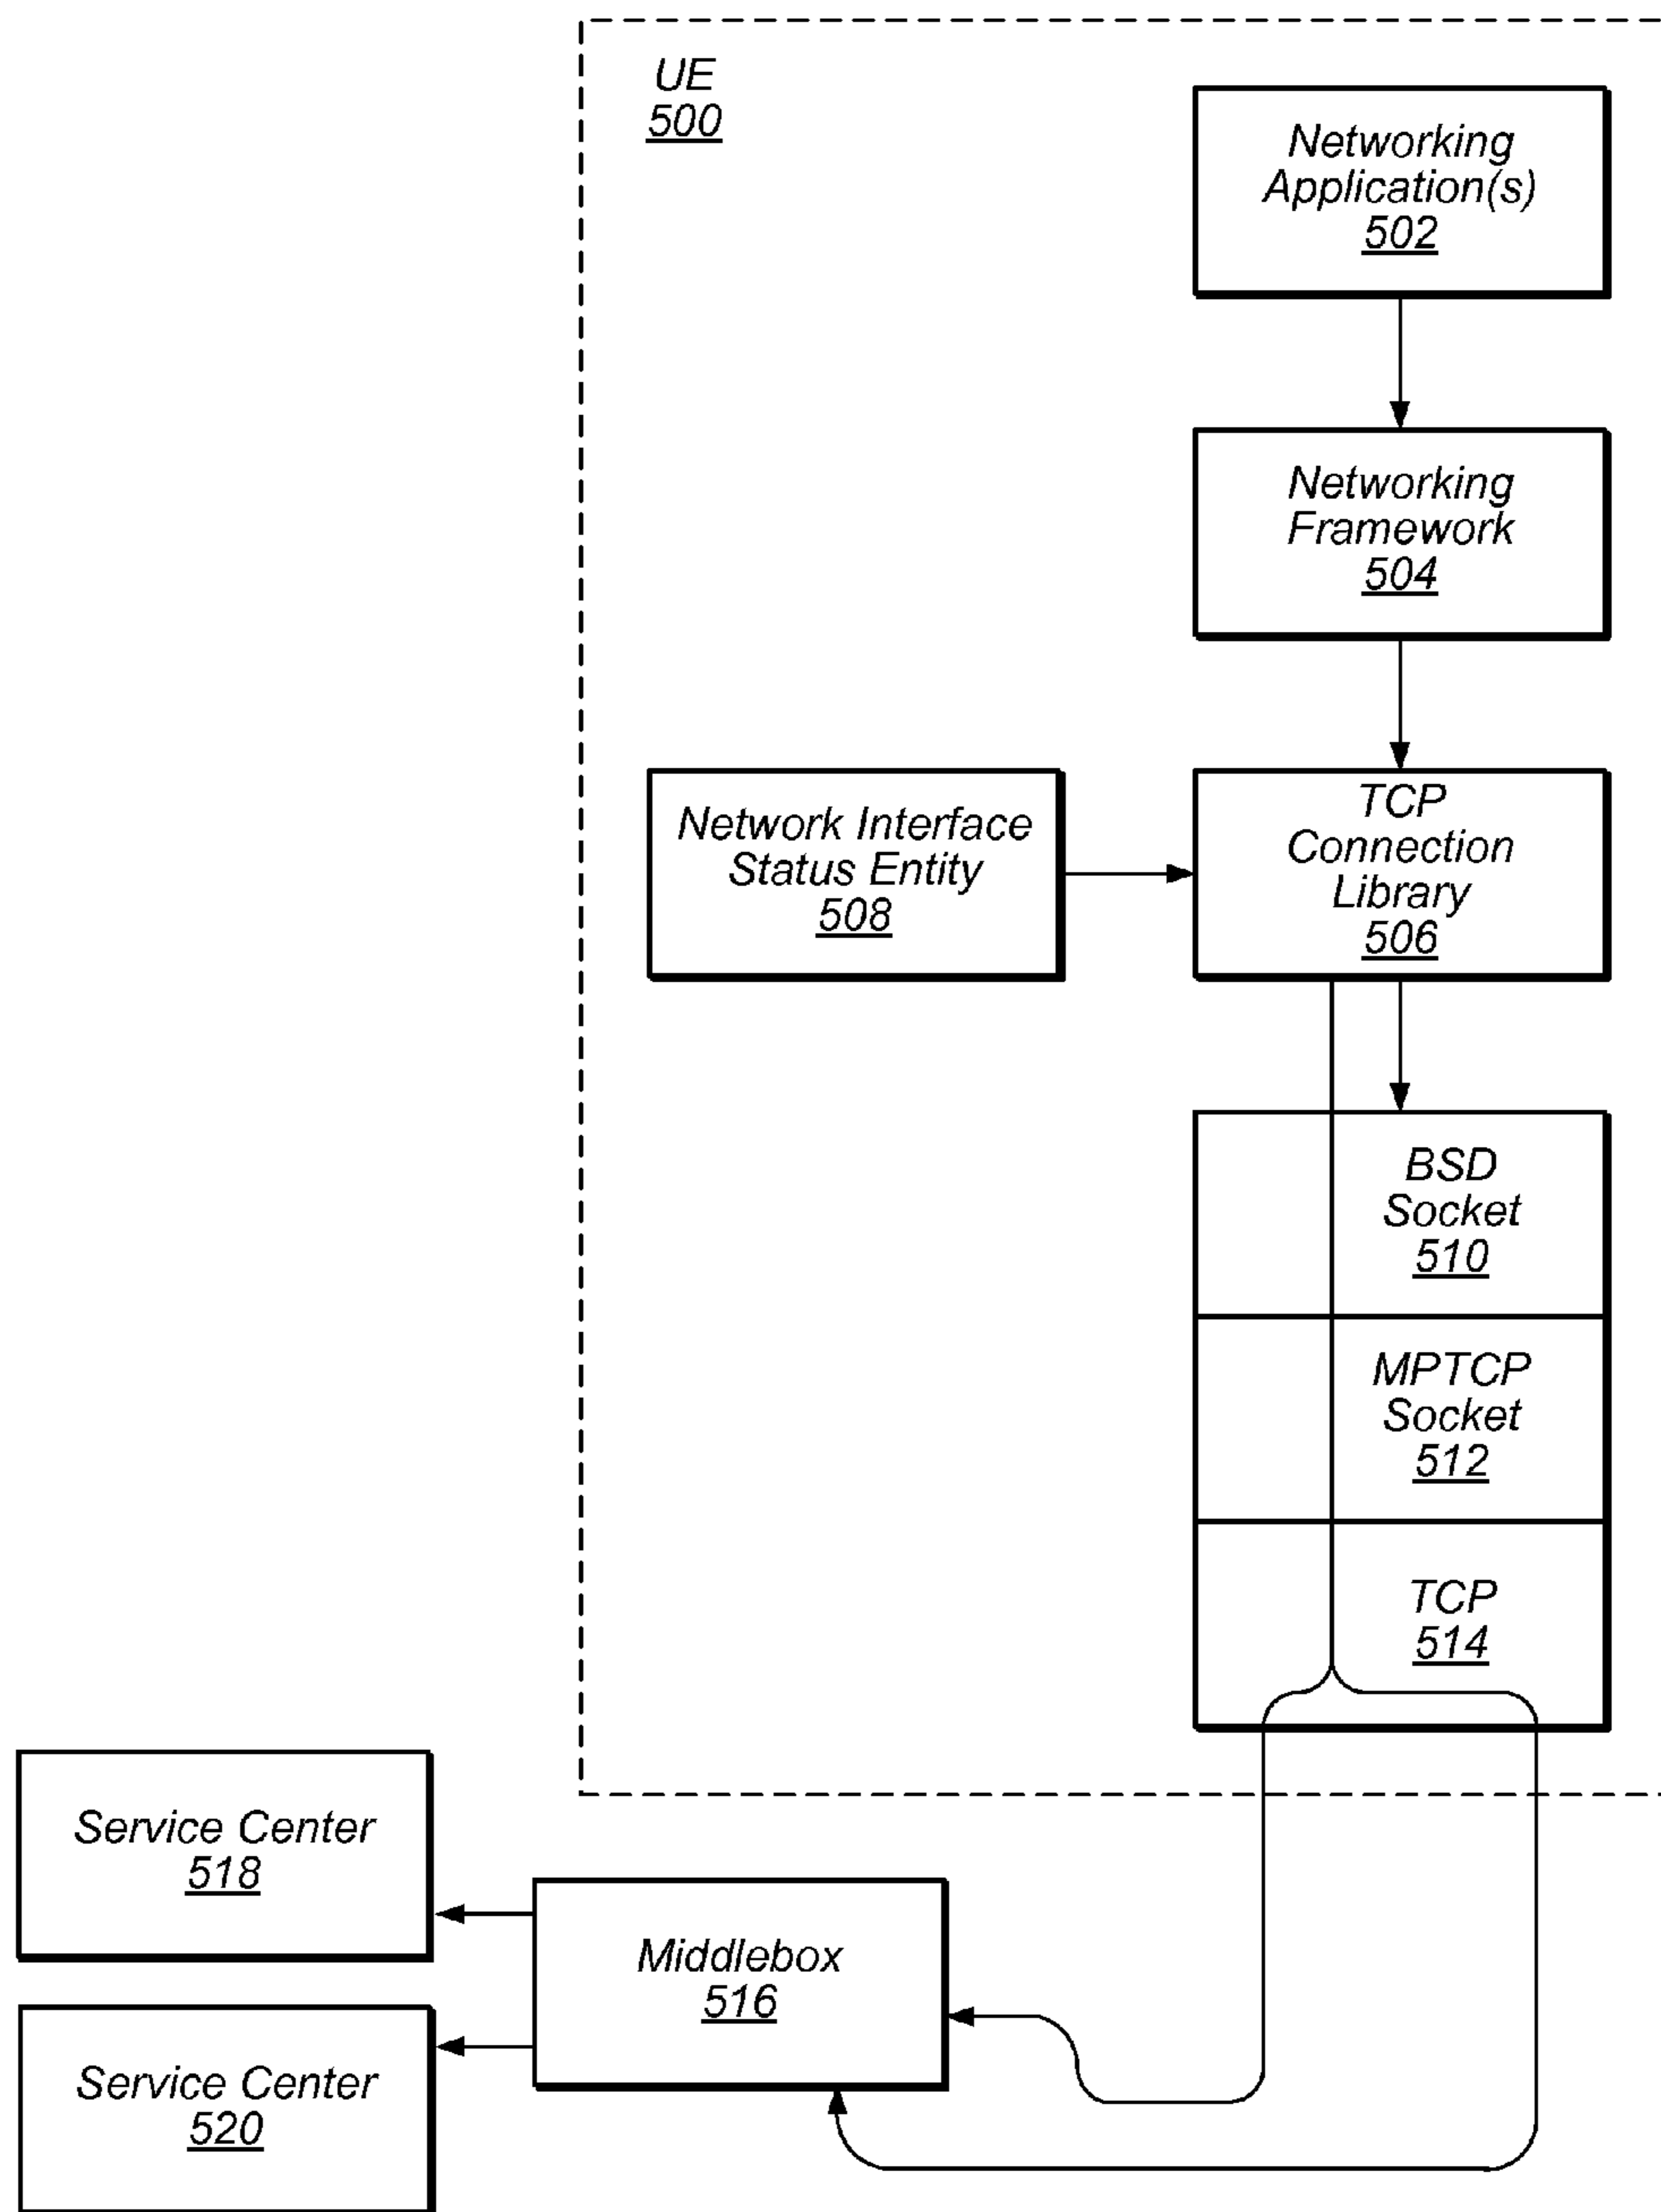 UE
500
Networking
Application(s)
502
Networking
Framework
504
Network Interface
Status Entity
508
TCP
Connection
Library
506
BSD
Socket
510
MPTCP
Socket
512
TCP
514
Service Center
518
Middlebox
516
Service Center
520